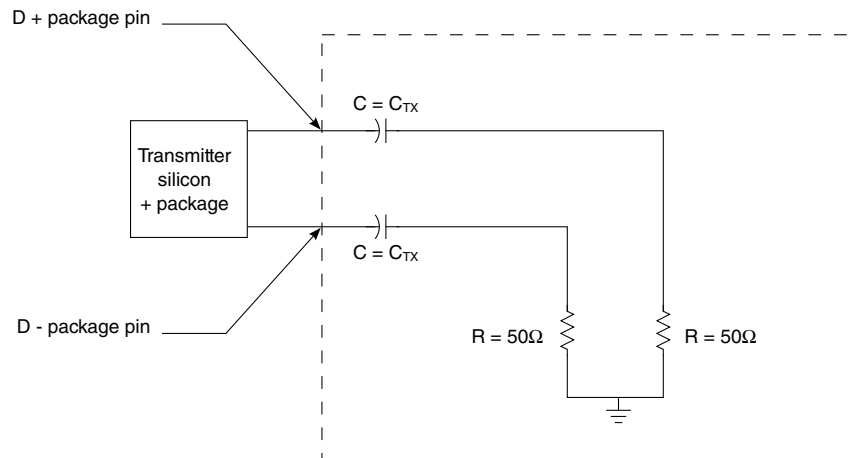 D + package pin
C = CTX
Transmitter
silicon
+ package
C = CTX
D - package pin
R = 50Ω
R = 50Ω